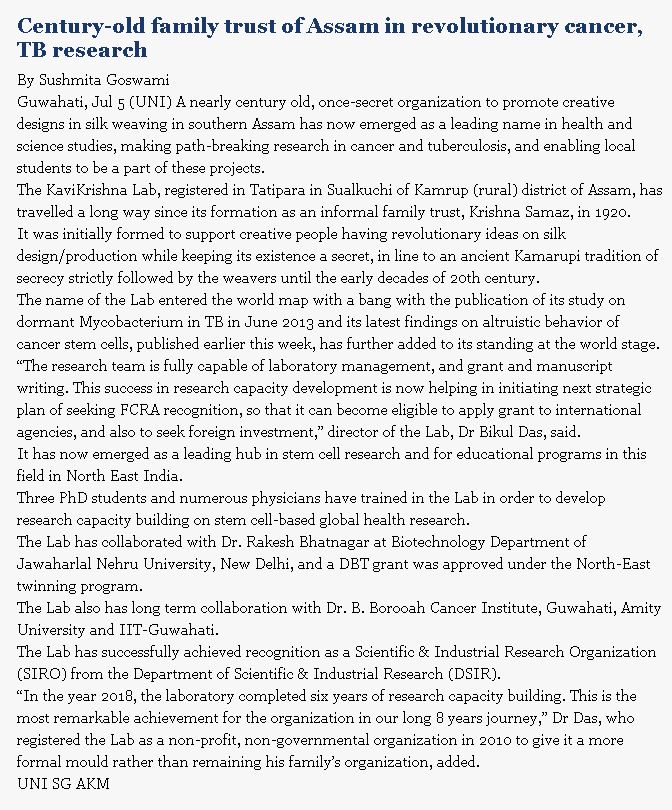 Century-old family trust of Assam in revolutionary cancer,
TB research
By Sushmita Goswami
Guwahati, Jul 5 (UNI) A nearly century old, once-secret organization to promote creative
designs in silk weaving in southern Assam has now emerged as a leading name in health and
science studies, making path-breaking research in cancer and tuberculosis, and enabling local
students to be a part of these projects.
The KaviKrishna Lab, registered in Tatipara in Sualkuchi of Kamrup (rural) district of Assam, has
travelled a long way since its formation as an informal family trust, Krishna Samaz, in 1920.
It was initially formed to support creative people having revolutionary ideas on silk
design/production while keeping its existence a secret, in line to an ancient Kamarupi tradition of
secrecy strictly followed by the weavers until the early decades of 20th century.
The name of the Lab entered the world map with a bang with the publication of its study on
dormant Mycobacterium in TB in June 2013 and its latest findings on altruistic behavior of
cancer stem cells, published earlier this week, has further added to its standing at the world stage.
“The research team is fully capable of laboratory management, and grant and manuscript
writing. This success in research capacity development is now helping in initiating next strategic
plan of seeking FCRA recognition, so that it can become eligible to apply grant to international
agencies, and also to seek foreign investment,” director of the Lab, Dr Bikul Das, said.
It has now emerged as a leading hub in stem cell research and for educational programs in this
field in North East India.
Three PhD students and numerous physicians have trained in the Lab in order to develop
research capacity building on stem cell-based global health research.
The Lab has collaborated with Dr. Rakesh Bhatnagar at Biotechnology Department of
Jawaharlal Nehru University, New Delhi, and a DBT grant was approved under the North-East
twinning program.
The Lab also has long term collaboration with Dr. B. Borooah Cancer Institute, Guwahati, Amity
University and IIT-Guwahati.
The Lab has successfully achieved recognition as a Scientific & Industrial Research Organization
(SIRO) from the Department of Scientific & Industrial Research (DSIR).
“In the year 2018, the laboratory completed six years of research capacity building. This is the
most remarkable achievement for the organization in our long 8 years journey,” Dr Das, who
registered the Lab as a non-profit, non-governmental organization in 2010 to give it a more
formal mould rather than remaining his family’s organization, added.
UNI SG AKM